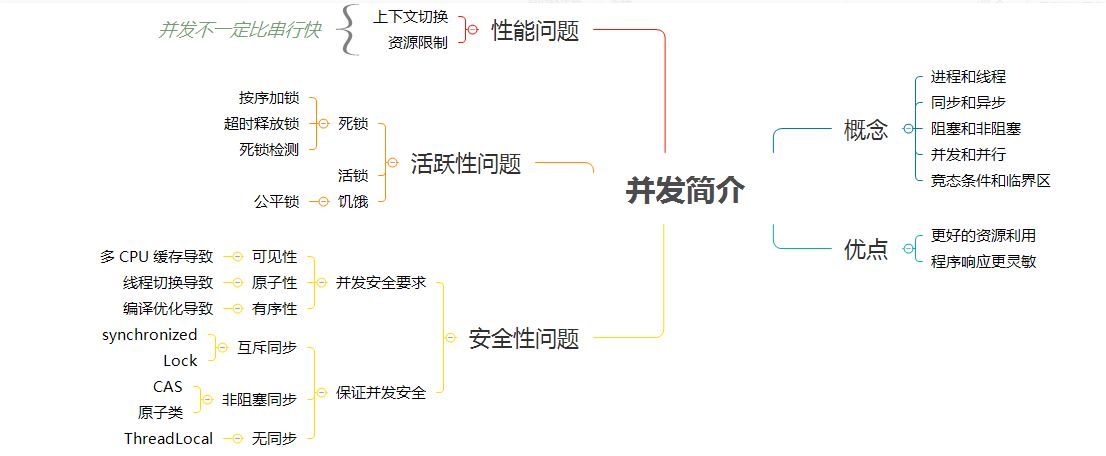 并发简介
概念
进程和线程
同步和异步
阻塞和非阻塞
并发和并行
竞态条件和临界区
优点
更好的资源利用
程序响应更灵敏
性能问题
上下文切换
资源限制
并发不一定比串行快
活跃性问题
死锁
按序加锁
超时释放锁
死锁检测
活锁
饥饿
公平锁
安全性问题
并发安全要求
可见性
多 CPU 缓存导致
原子性
线程切换导致
有序性
编译优化导致
保证并发安全
互斥同步
synchronized
Lock
非阻塞同步
CAS
原子类
无同步
ThreadLocal